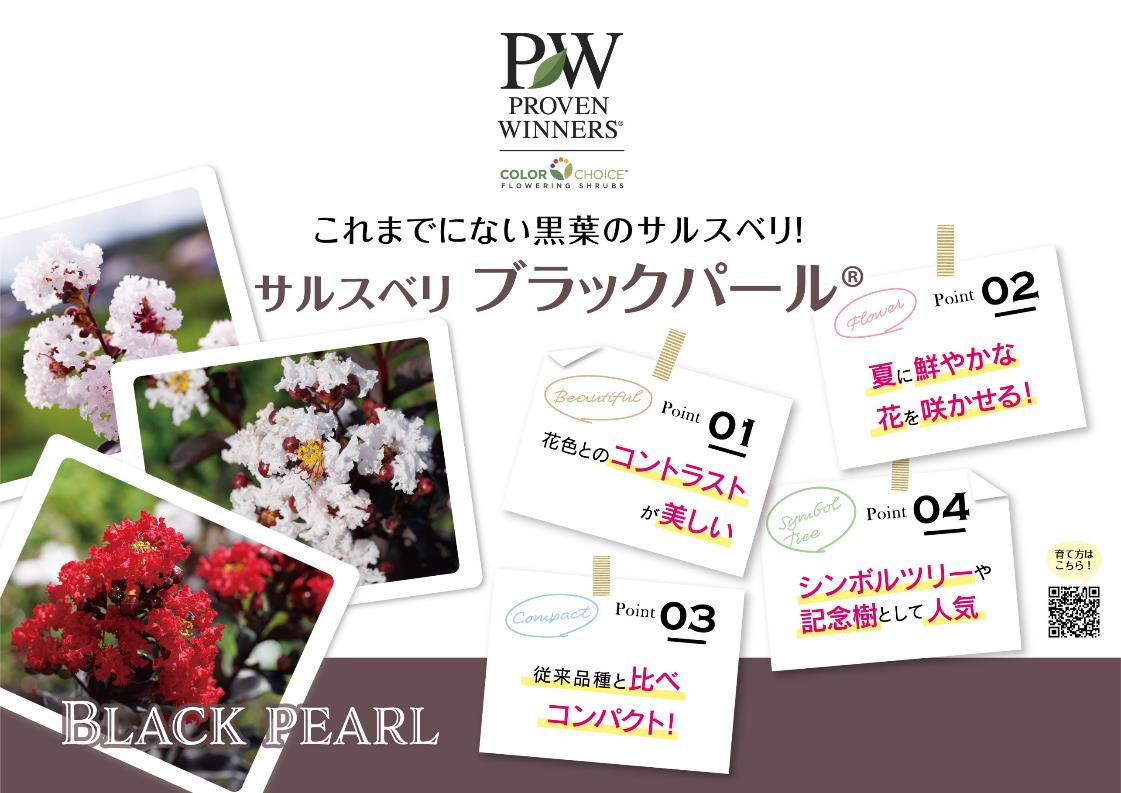 PW
PROVEN
WINNERS®
COLOR CHOICE®
FLOWERING SHRUBS
これまでにない黒葉のサルスベリ!
サルスベリ ブラックパール®
Beautiful
Point 01
花色とのコントラスト
が美しい
Flower
Point 02
夏に鮮やかな
花を咲かせる!
Compact
Point 03
従来品種と比べ
コンパクト!
Symbol
tree
Point 04
シンボルツリーや
記念樹として人気
育て方は
こちら!
BLACK PEARL